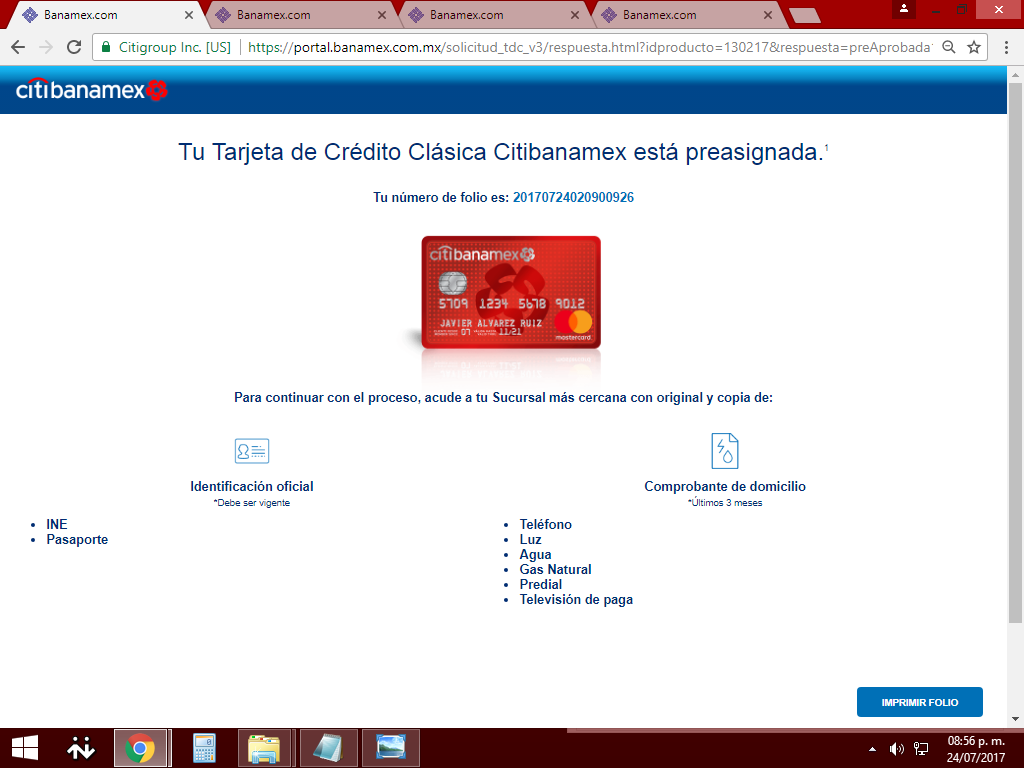 Banamex.com
Banamex.com
Banamex.com
Banamex.com
Citigroup Inc. [US]
https://portal.banamex.com.mx/solicitud_tdc_v3/respuesta.html?idproducto=130217&respuesta=preAprobada
citibanamex
Tu Tarjeta de Crédito Clásica Citibanamex está preasignada.1
Tu número de folio es: 20170724020900926
citibanamex
5709 1234 5678 9012
JAVIER ALVAREZ RUIZ
07 11/21
mastercard
Para continuar con el proceso, acude a tu Sucursal más cercana con original y copia de:
Identificación oficial
*Debe ser vigente
• INE
• Pasaporte
Comprobante de domicilio
*Últimos 3 meses
• Teléfono
• Luz
• Agua
• Gas Natural
• Predial
• Televisión de paga
IMPRIMIR FOLIO
08:56 p. m.
24/07/2017